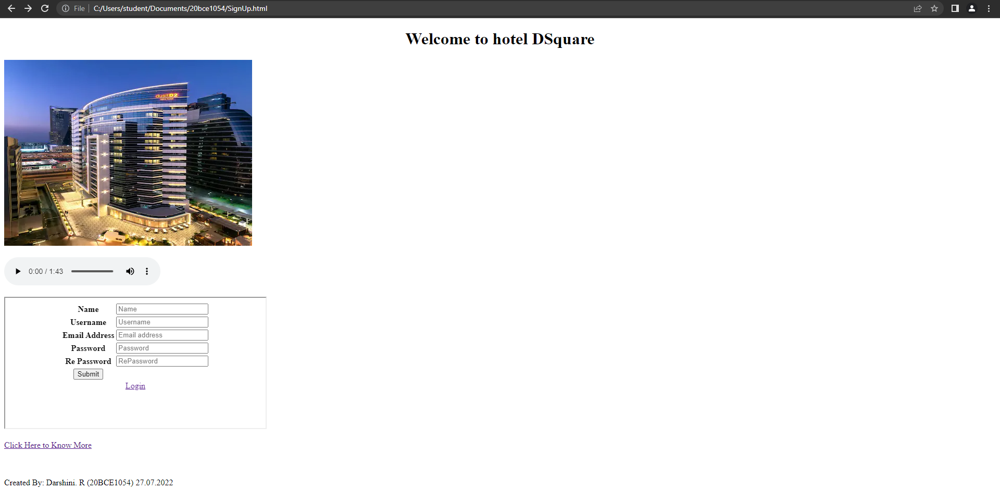 File C:/Users/student/Documents/20bce1054/SignUp.html
Welcome to hotel DSquare
dusitD2
0:00 / 1:43
Name Name
Username Username
Email Address Email address
Password Password
Re Password RePassword
Submit
Login
Click Here to Know More
Created By: Darshini. R (20BCE1054) 27.07.2022